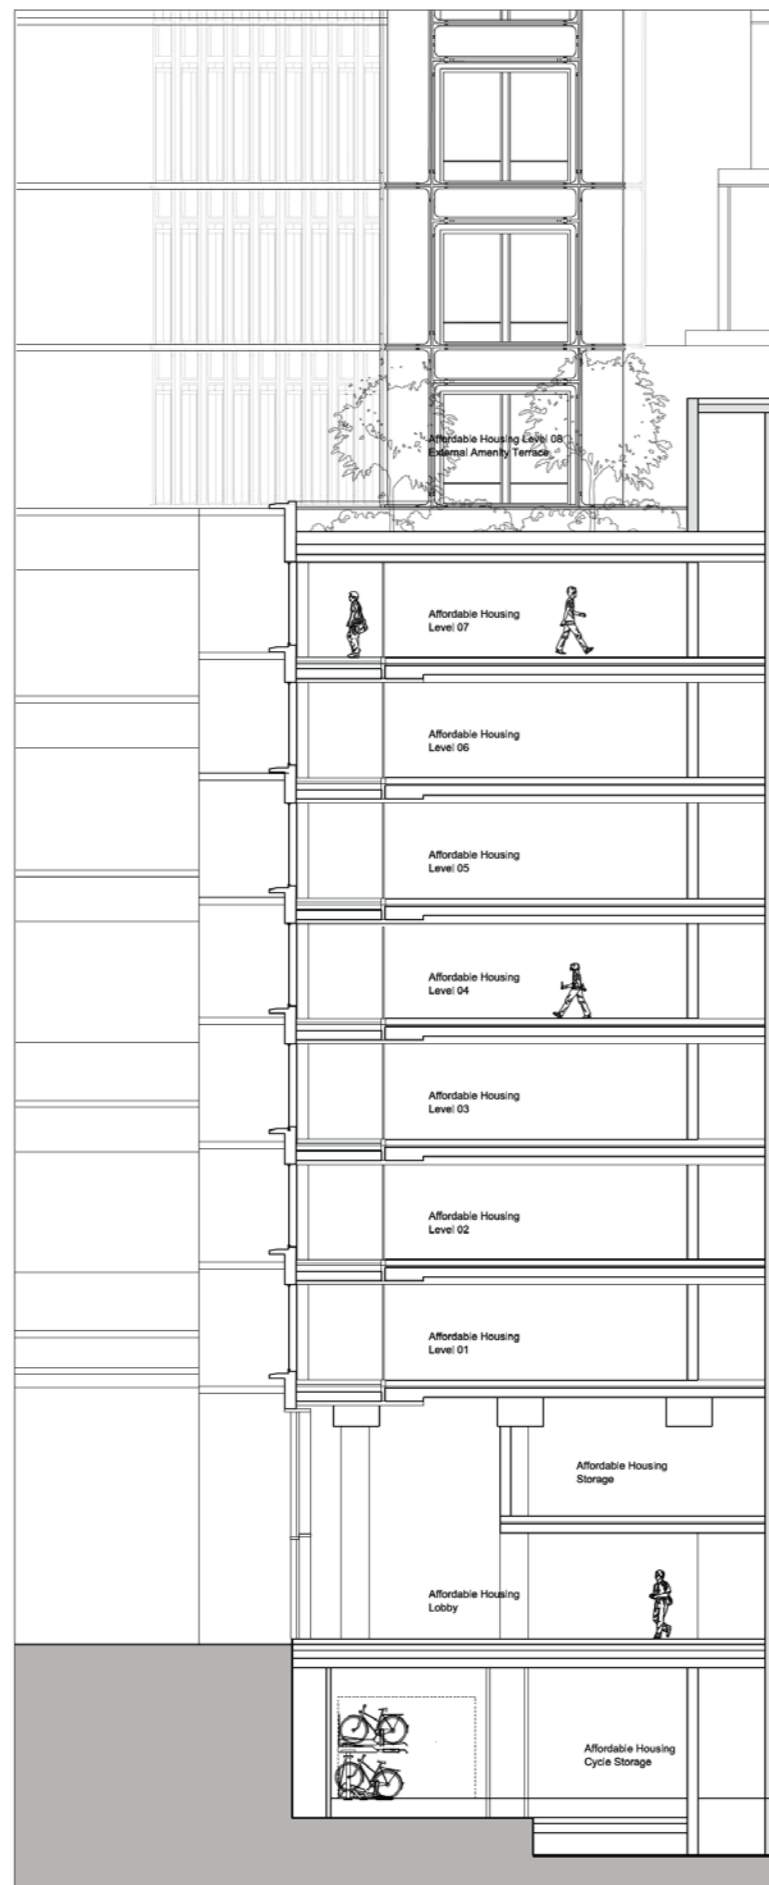 Affordable Housing Level 08
External Amenity Terrace
Affordable Housing
Level 07
Affordable Housing
Level 06
Affordable Housing
Level 05
Affordable Housing
Level 04
Affordable Housing
Level 03
Affordable Housing
Level 02
Affordable Housing
Level 01
Affordable Housing
Storage
Affordable Housing
Lobby
Affordable Housing
Cycle Storage